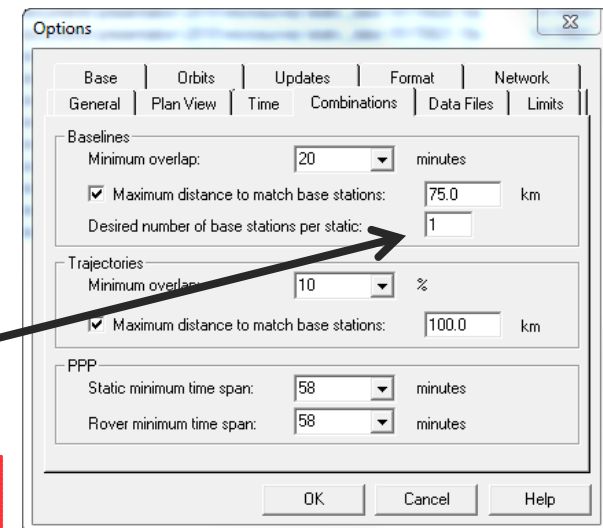 Options
Base Orbits Updates Format Network
General Plan View Time Combinations Data Files Limits
Baselines
Minimum overlap: 20 minutes
Maximum distance to match base stations: 75.0 km
Desired number of base stations per static: 1
Trajectories
Minimum overlap: 10 %
Maximum distance to match base stations: 100.0 km
PPP
Static minimum time span: 58 minutes
Rover minimum time span: 58 minutes
OK Cancel Help